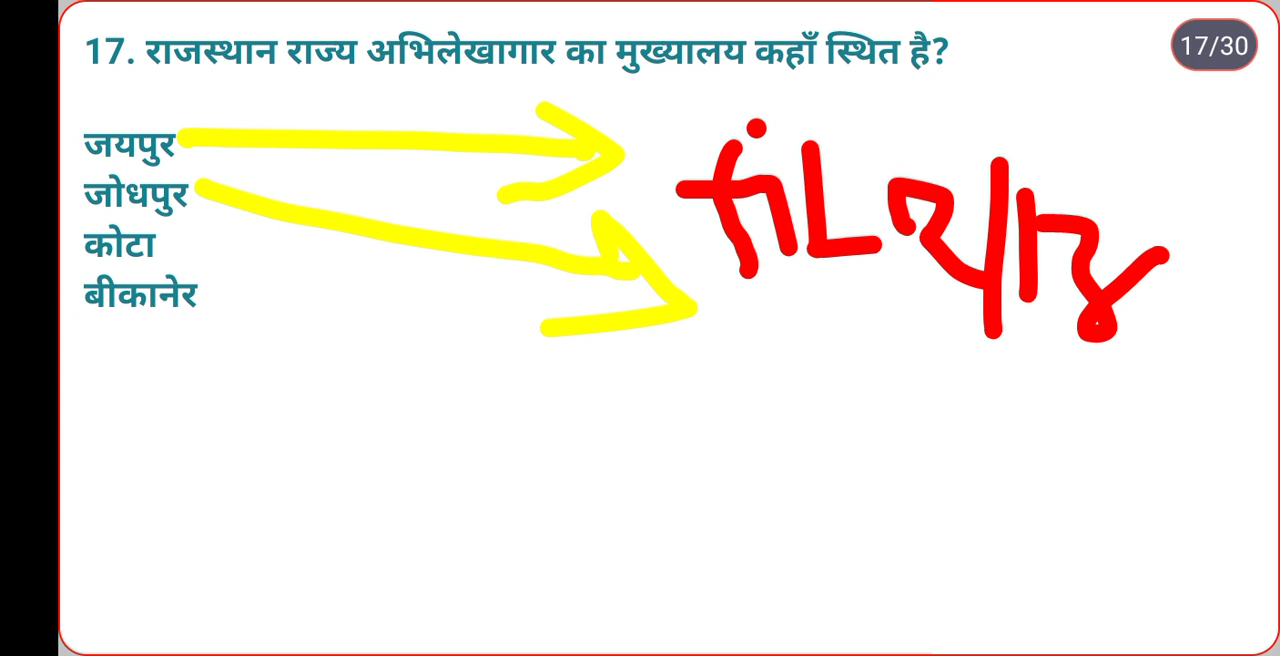 17. राजस्थान राज्य अभिलेखागार का मुख्यालय कहाँ स्थित है?
17/30
जयपुर
जोधपुर
कोटा
बीकानेर